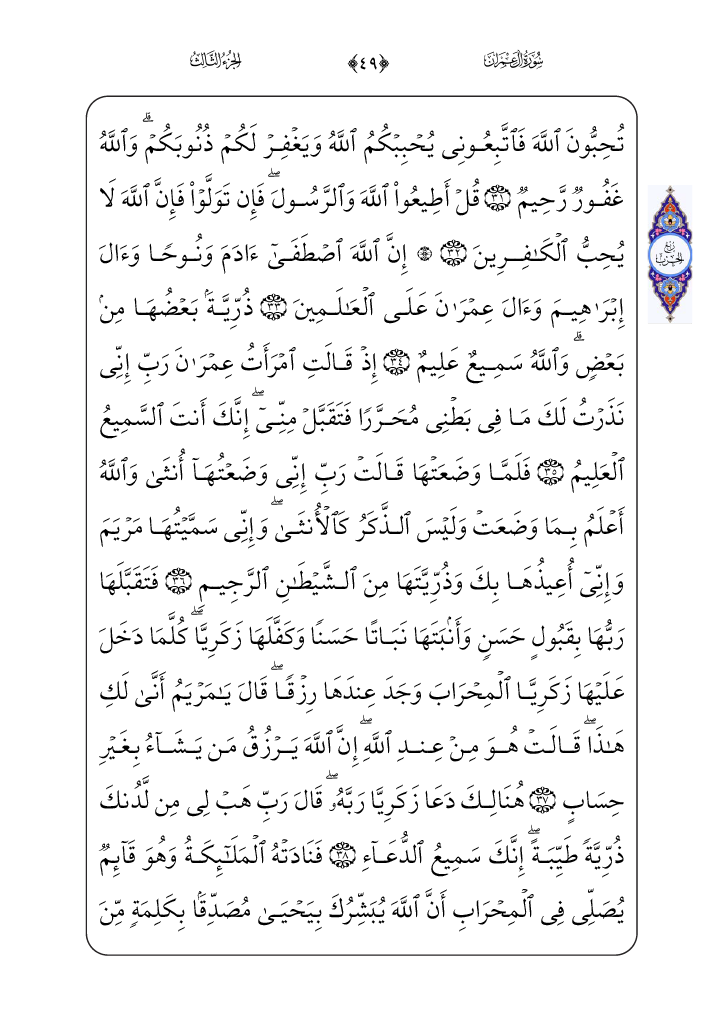 سُورَةُ آلِ عِمْرَانَ ﴿٤٩﴾ الجُزْءُ الثَّالِثُ
تُحِبُّونَ ٱللَّهَ فَٱتَّبِعُونِى يُحْبِبْكُمُ ٱللَّهُ وَيَغْفِرْ لَكُمْ ذُنُوبَكُمْ ۗ وَٱللَّهُ
غَفُورٌ رَّحِيمٌ ٣١ قُلْ أَطِيعُوا۟ ٱللَّهَ وَٱلرَّسُولَ ۖ فَإِن تَوَلَّوْا۟ فَإِنَّ ٱللَّهَ لَا
يُحِبُّ ٱلْكَـٰفِرِينَ ٣٢ ۞ إِنَّ ٱللَّهَ ٱصْطَفَىٰٓ ءَادَمَ وَنُوحًا وَءَالَ
رُبْعُ الحِزْبِ
إِبْرَٰهِيمَ وَءَالَ عِمْرَٰنَ عَلَى ٱلْعَـٰلَمِينَ ٣٣ ذُرِّيَّةًۢ بَعْضُهَا مِنۢ
بَعْضٍ ۗ وَٱللَّهُ سَمِيعٌ عَلِيمٌ ٣٤ إِذْ قَالَتِ ٱمْرَأَتُ عِمْرَٰنَ رَبِّ إِنِّى
نَذَرْتُ لَكَ مَا فِى بَطْنِى مُحَرَّرًا فَتَقَبَّلْ مِنِّىٓ ۖ إِنَّكَ أَنتَ ٱلسَّمِيعُ
ٱلْعَلِيمُ ٣٥ فَلَمَّا وَضَعَتْهَا قَالَتْ رَبِّ إِنِّى وَضَعْتُهَآ أُنثَىٰ وَٱللَّهُ
أَعْلَمُ بِمَا وَضَعَتْ وَلَيْسَ ٱلذَّكَرُ كَٱلْأُنثَىٰ ۖ وَإِنِّى سَمَّيْتُهَا مَرْيَمَ
وَإِنِّىٓ أُعِيذُهَا بِكَ وَذُرِّيَّتَهَا مِنَ ٱلشَّيْطَـٰنِ ٱلرَّجِيمِ ٣٦ فَتَقَبَّلَهَا
رَبُّهَا بِقَبُولٍ حَسَنٍ وَأَنۢبَتَهَا نَبَاتًا حَسَنًا وَكَفَّلَهَا زَكَرِيَّا ۖ كُلَّمَا دَخَلَ
عَلَيْهَا زَكَرِيَّا ٱلْمِحْرَابَ وَجَدَ عِندَهَا رِزْقًا ۖ قَالَ يَـٰمَرْيَمُ أَنَّىٰ لَكِ
هَـٰذَا ۖ قَالَتْ هُوَ مِنْ عِندِ ٱللَّهِ ۖ إِنَّ ٱللَّهَ يَرْزُقُ مَن يَشَآءُ بِغَيْرِ
حِسَابٍ ٣٧ هُنَالِكَ دَعَا زَكَرِيَّا رَبَّهُۥ ۖ قَالَ رَبِّ هَبْ لِى مِن لَّدُنكَ
ذُرِّيَّةً طَيِّبَةً ۖ إِنَّكَ سَمِيعُ ٱلدُّعَآءِ ٣٨ فَنَادَتْهُ ٱلْمَلَـٰٓئِكَةُ وَهُوَ قَآئِمٌ
يُصَلِّى فِى ٱلْمِحْرَابِ أَنَّ ٱللَّهَ يُبَشِّرُكَ بِيَحْيَىٰ مُصَدِّقًۢا بِكَلِمَةٍ مِّنَ